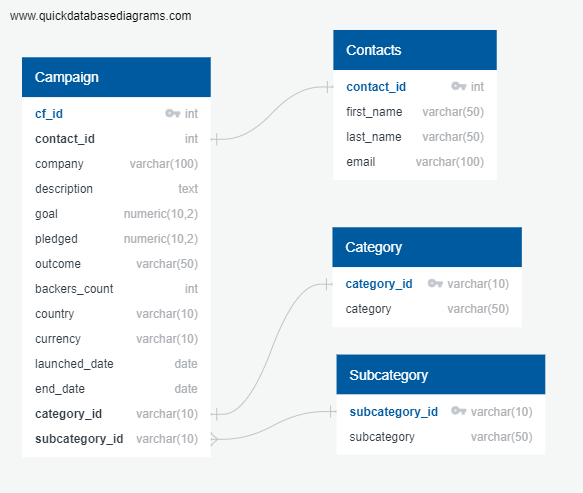 www.quickdatabasediagrams.com
Campaign
cf_id int
contact_id int
company varchar(100)
description text
goal numeric(10,2)
pledged numeric(10,2)
outcome varchar(50)
backers_count int
country varchar(10)
currency varchar(10)
launched_date date
end_date date
category_id varchar(10)
subcategory_id varchar(10)
Contacts
contact_id int
first_name varchar(50)
last_name varchar(50)
email varchar(100)
Category
category_id varchar(10)
category varchar(50)
Subcategory
subcategory_id varchar(10)
subcategory varchar(50)